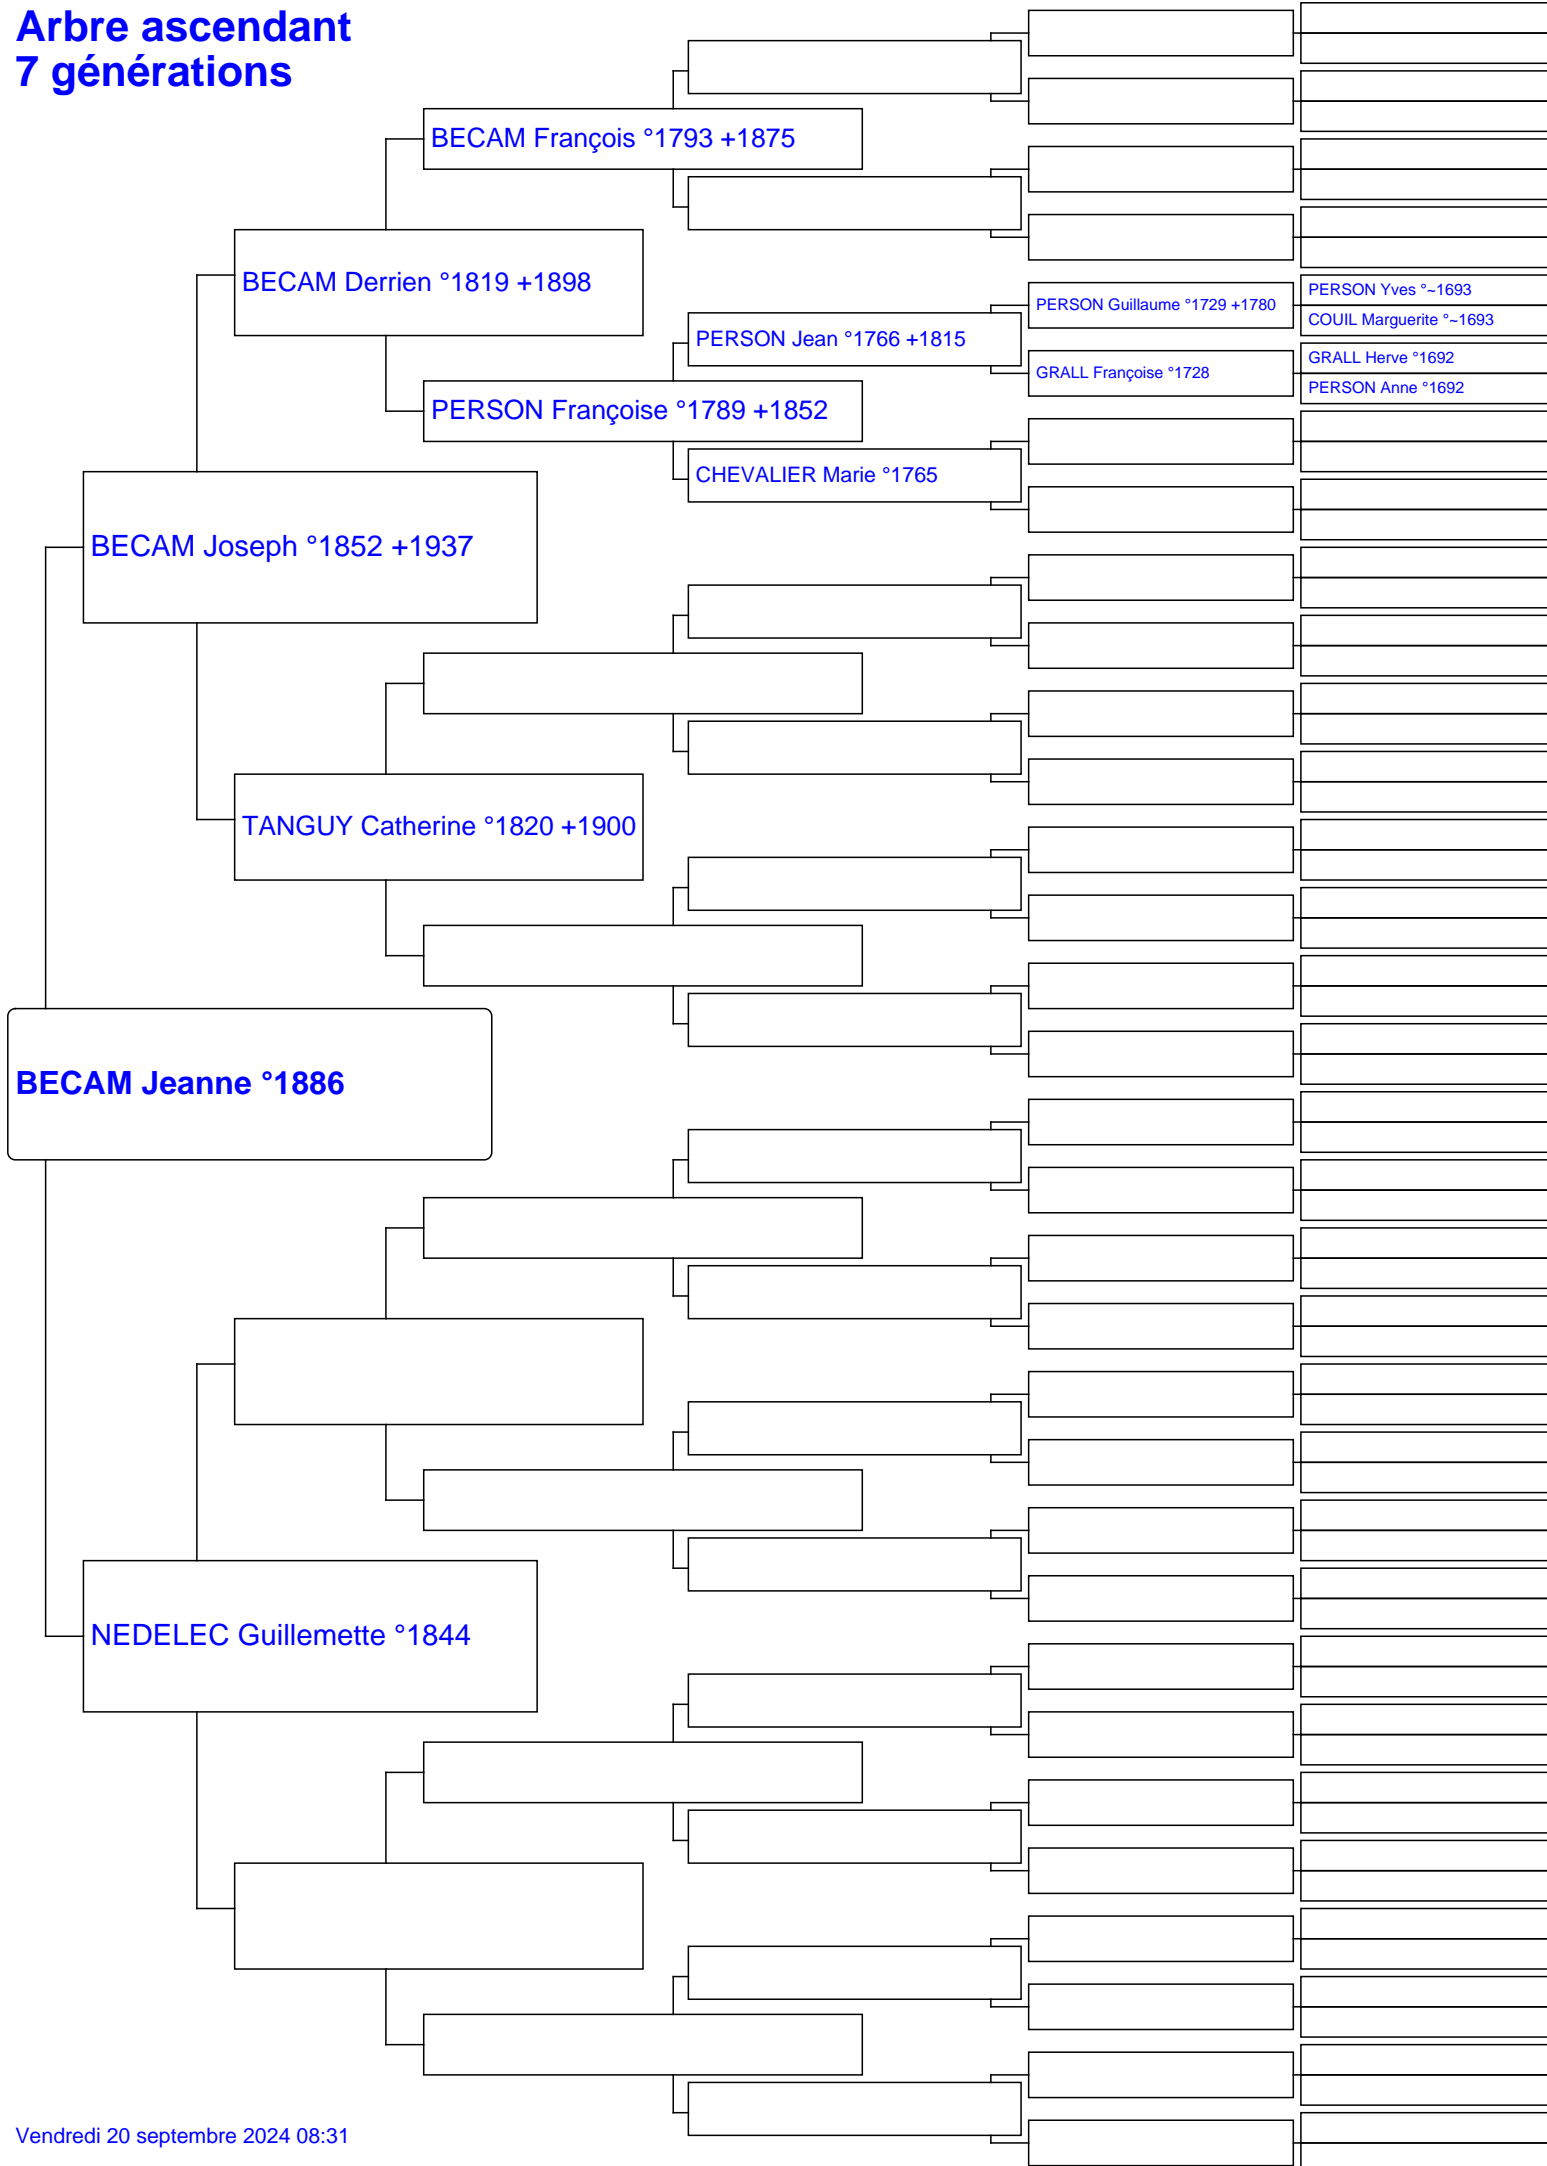 Arbre ascendant
7 générations
BECAM François °1793 +1875
BECAM Derrien °1819 +1898
PERSON Guillaume °1729 +1780
PERSON Yves °~1693
COUIL Marguerite °~1693
PERSON Jean °1766 +1815
GRALL Françoise °1728
GRALL Herve °1692
PERSON Anne °1692
PERSON Françoise °1789 +1852
CHEVALIER Marie °1765
BECAM Joseph °1852 +1937
TANGUY Catherine °1820 +1900
BECAM Jeanne °1886
NEDELEC Guillemette °1844
Vendredi 20 septembre 2024 08:31